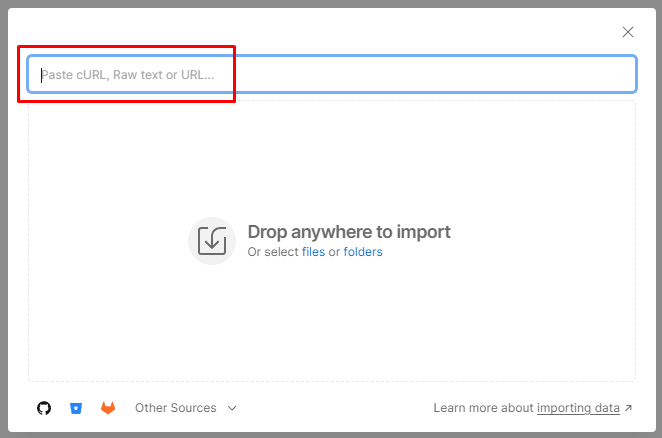 Paste cURL, Raw text or URL...
Drop anywhere to import
Or select files or folders
Other Sources
Learn more about importing data ↗